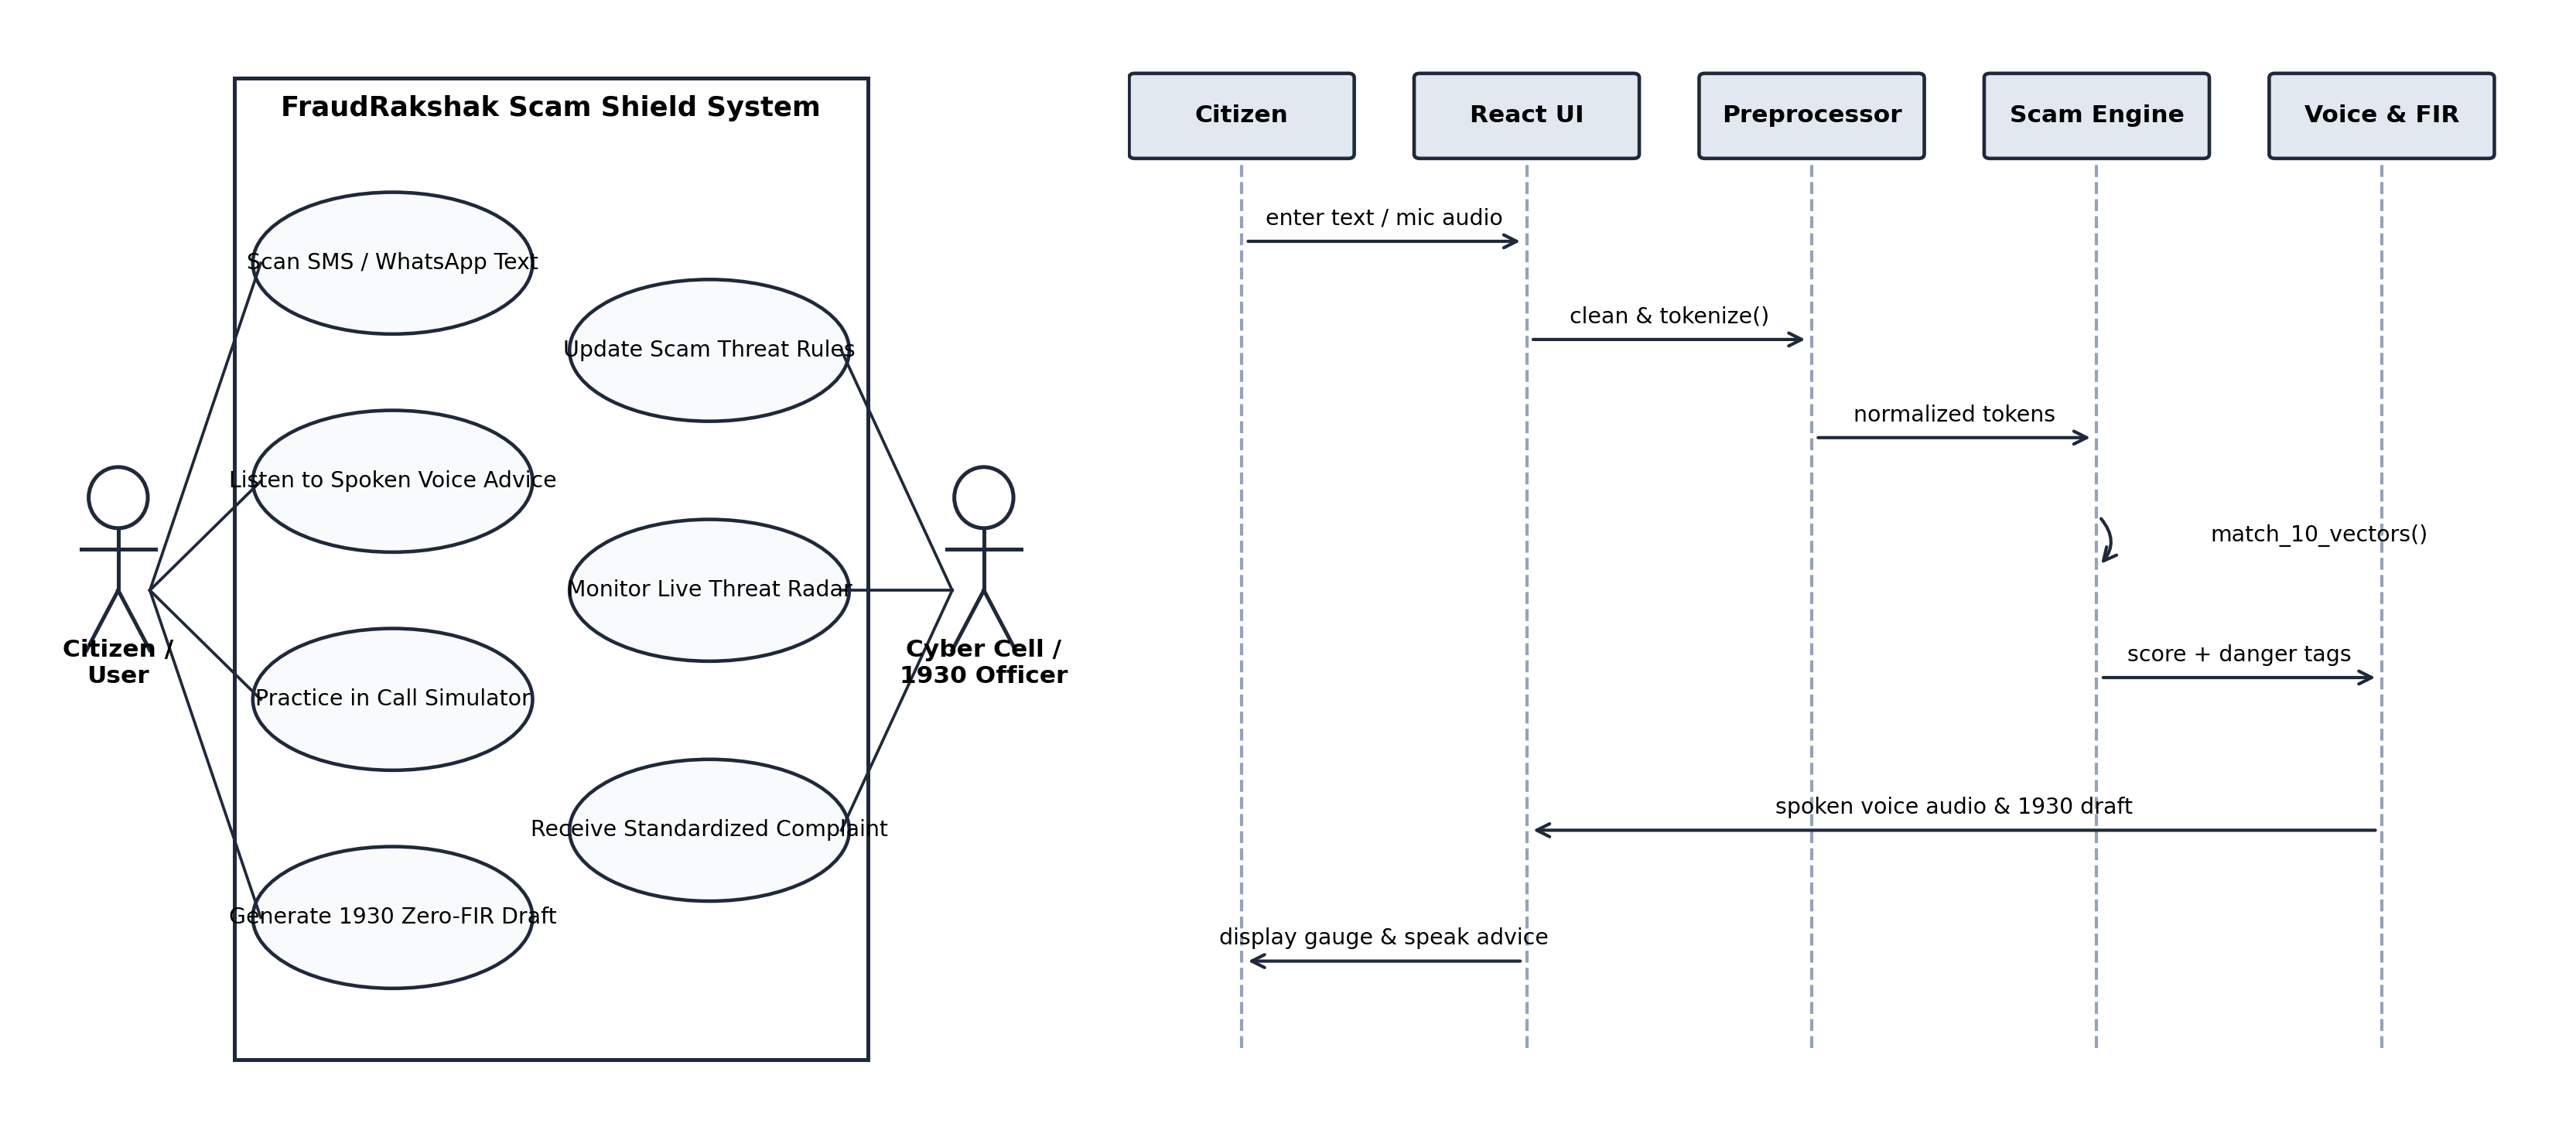 FraudRakshak Scam Shield System
Scan SMS / WhatsApp Text
Update Scam Threat Rules
Listen to Spoken Voice Advice
Monitor Live Threat Radar
Citizen /
User
Cyber Cell /
1930 Officer
Practice in Call Simulator
Receive Standardized Complaint
Generate 1930 Zero-FIR Draft
Citizen
React UI
Preprocessor
Scam Engine
Voice & FIR
enter text / mic audio
clean & tokenize()
normalized tokens
match_10_vectors()
score + danger tags
spoken voice audio & 1930 draft
display gauge & speak advice